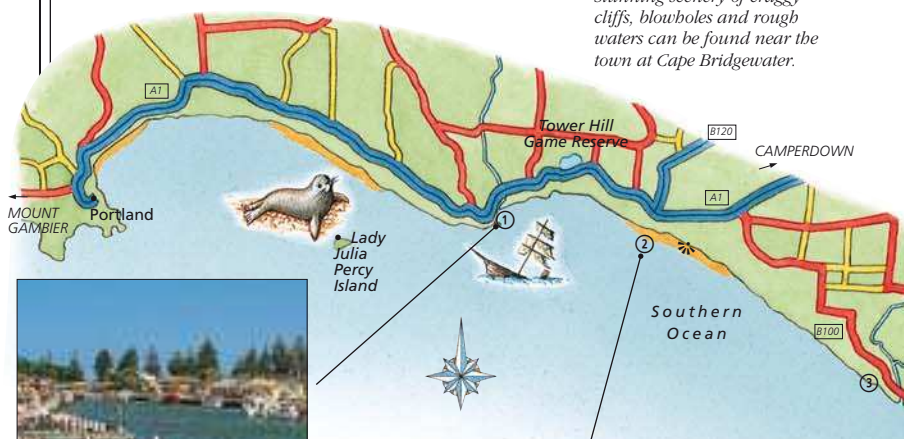 stunning scenery of craggy
cliffs, blowholes and rough
waters can be found near the
town at Cape Bridgewater.
A1
Tower Hill
Game Reserve
B120
CAMPERDOWN
A1
MOUNT
GAMBIER
Portland
1
2
Lady
Julia
Percy
Island
Southern
Ocean
B100
3